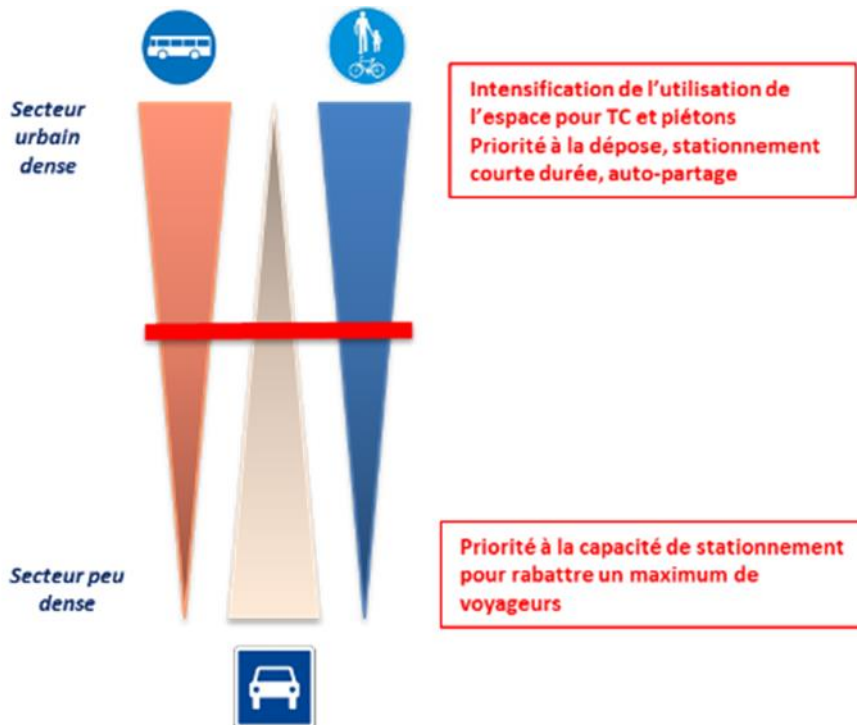 Secteur
urbain
dense
Intensification de l'utilisation de
l'espace pour TC et piétons
Priorité à la dépose, stationnement
courte durée, auto-partage
Secteur peu
dense
Priorité à la capacité de stationnement
pour rabattre un maximum de
voyageurs